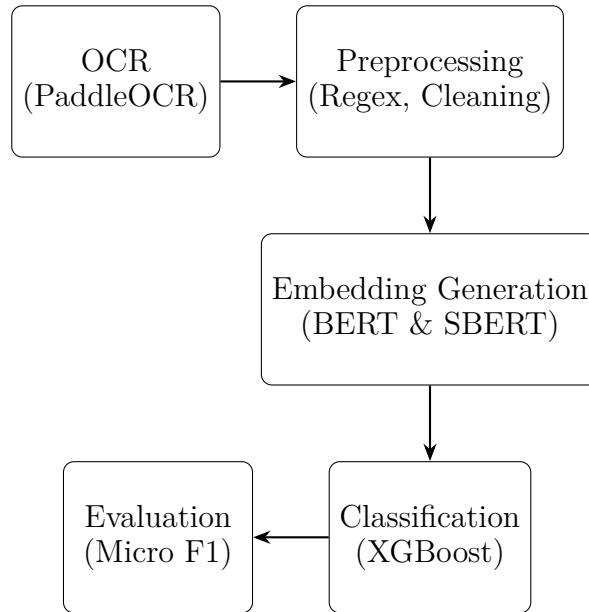 OCR
(PaddleOCR)
Preprocessing
(Regex, Cleaning)
Embedding Generation
(BERT & SBERT)
Classification
(XGBoost)
Evaluation
(Micro F1)